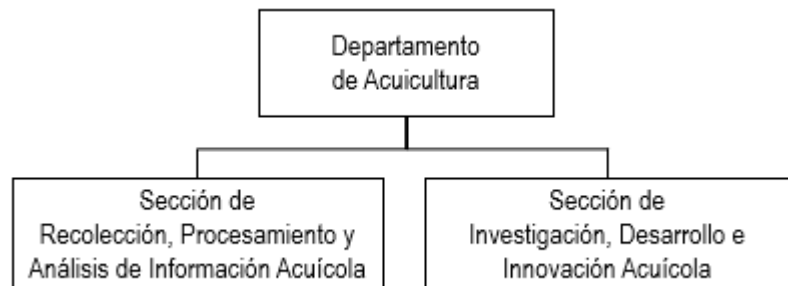 Departamento
de Acuicultura
Sección de
Recolección, Procesamiento y
Análisis de Información Acuícola
Sección de
Investigación, Desarrollo e
Innovación Acuícola